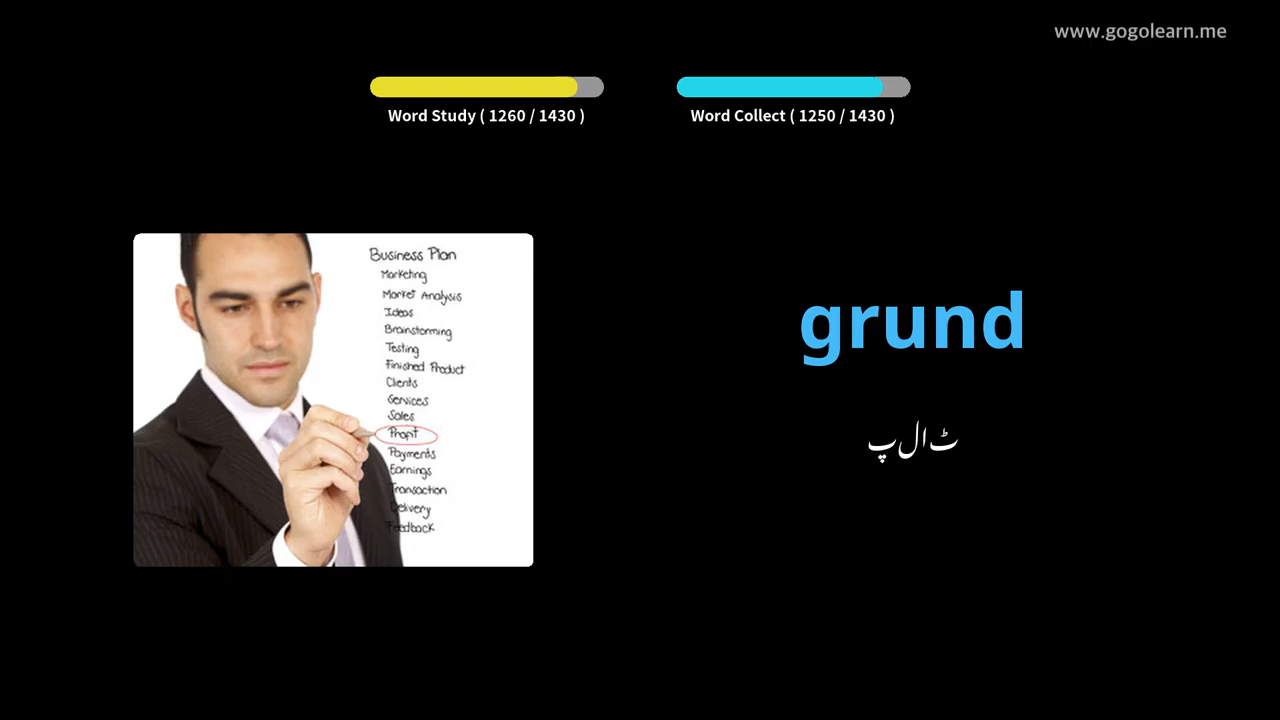 www.gogolearn.me
Word Study ( 1260 / 1430 )
Word Collect ( 1250 / 1430 )
Business Plan
Marketing
Market Analysis
Ideas
Brainstorming
Testing
Finished Product
Clients
Services
Sales
Profit
Payments
Earnings
Transaction
Delivery
Feedback
grund
ٹالپ